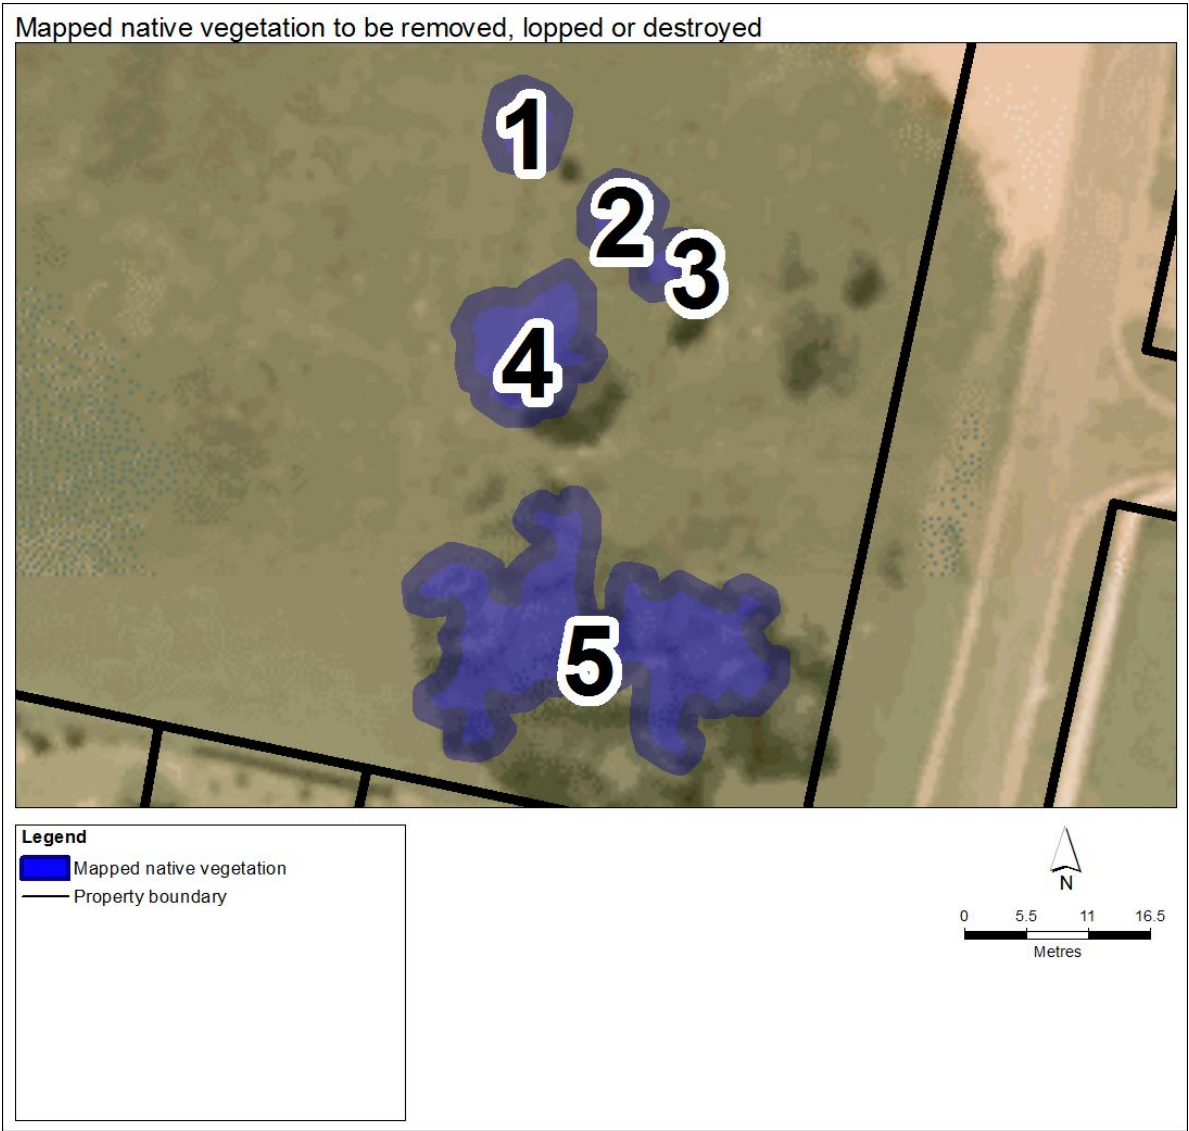 Mapped native vegetation to be removed, lopped or destroyed
1
2
3
4
5
Legend
Mapped native vegetation
Property boundary
N
0 5.5 11 16.5
Metres